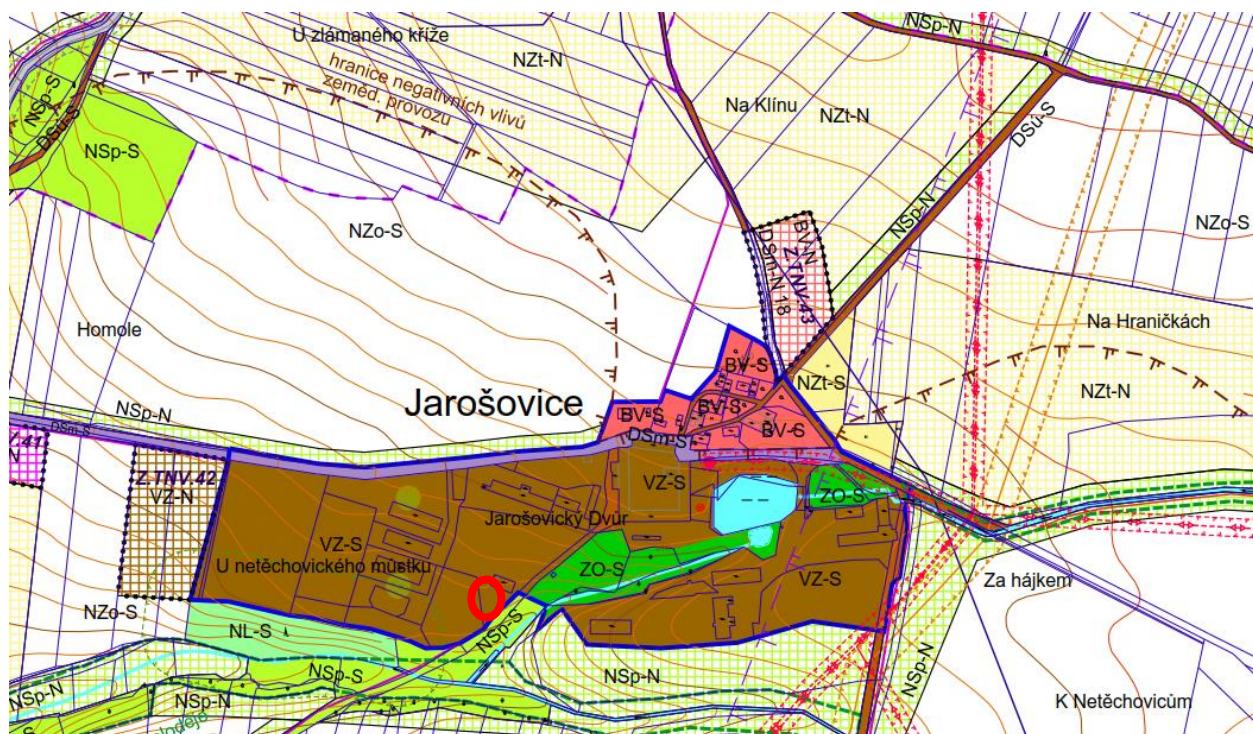 U zlámaného kříže
NSp-N
hranice negativních vlivů
zeměd. provozu
NZt-N
Na Klínu
NZt-N
NSp-S
DSu-S
DSu-S
NSp-S
NSp-N
NZo-S
NZo-S
BV-N
Z.TNV.43
DSm-N 18
Homole
Na Hraničkách
BV-S
NZt-S
NZt-N
Jarošovice
NSp-N
BV-S
BV-S
BV-S
DSm-S
DSm-S
Z.TNV.42
VZ-N
VZ-S
ZO-S
Jarošovický Dvůr
VZ-S
U netěchovického můstku
ZO-S
VZ-S
Za hájkem
NZo-S
NL-S
NSp-S
NSp-S
NSp-N
NSp-N
NSp-N
NSp-N
K Netěchovicům